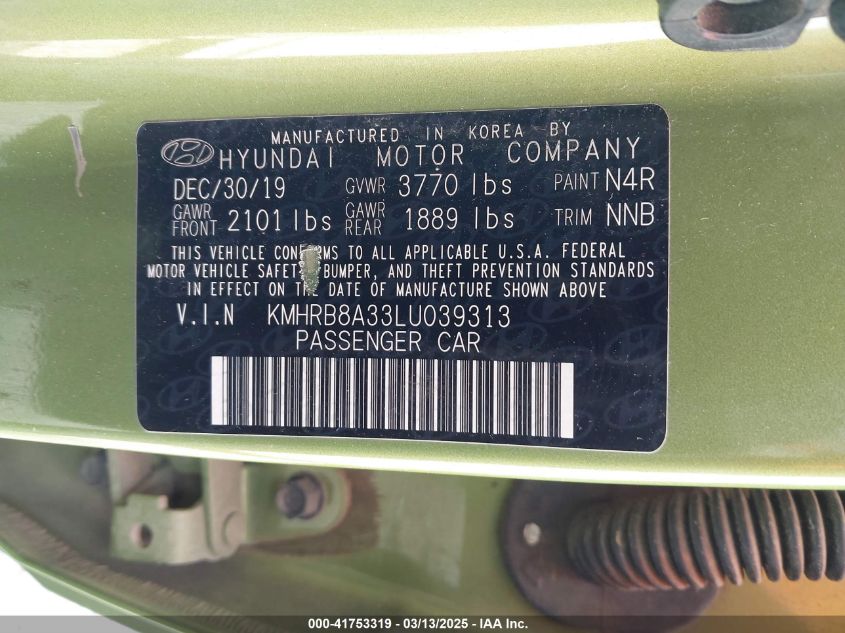 MANUFACTURED IN KOREA BY
HYUNDAI MOTOR COMPANY
DEC/30/19 GVWR 3770 lbs PAINT N4R
GAWR FRONT 2101 lbs GAWR REAR 1889 lbs TRIM NNB
THIS VEHICLE TO ALL APPLICABLE U.S.A. FEDERAL
MOTOR VEHICLE BUMPER, AND THEFT PREVENTION STANDARDS
IN EFFECT ON THE DATE OF MANUFACTURE SHOWN ABOVE
V.I.N KMHRB8A33LU039313
PASSENGER CAR
000-41753319 / 03/13/2025 - IAA Inc.